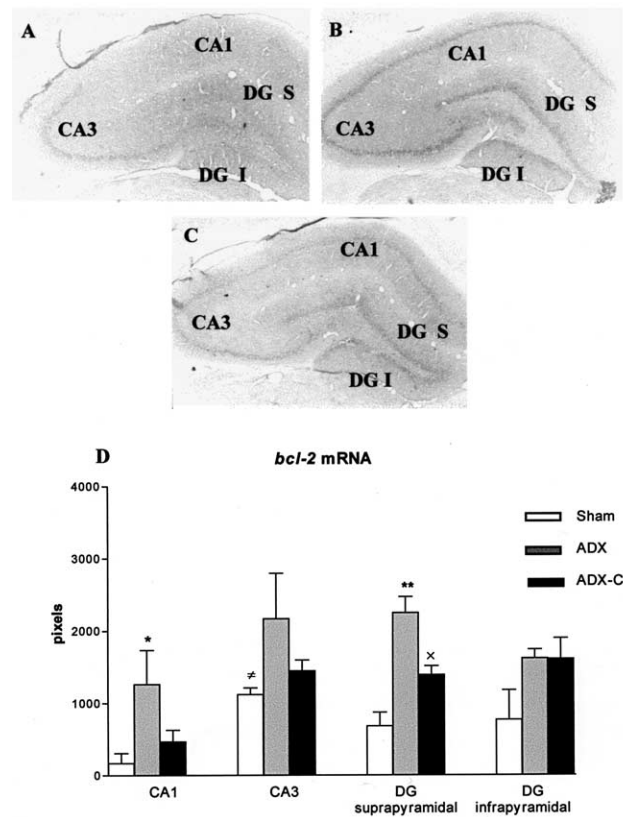 A
CA1
DG S
CA3
DG I
B
CA1
DG S
CA3
DG I
C
CA1
CA3
DG S
DG I
D
bcl-2 mRNA
4000
3000
2000
1000
0
pixels
Sham
ADX
ADX-C
*
≠
**
×
CA1
CA3
DG
suprapyramidal
DG
infrapyramidal